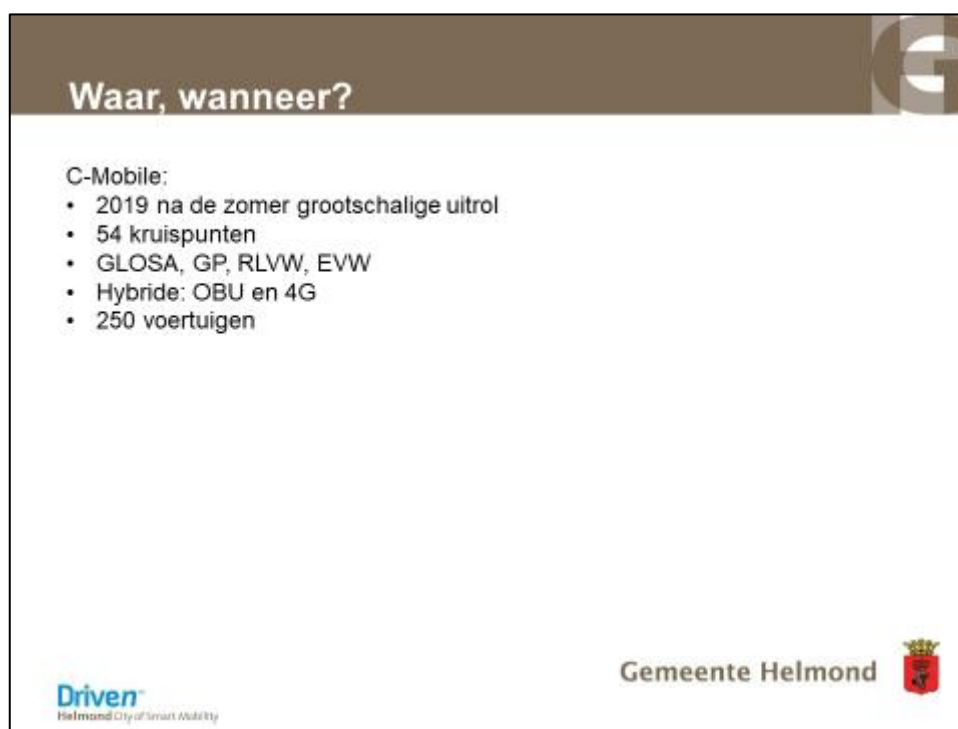 Waar, wanneer?
C-Mobile:
• 2019 na de zomer grootschalige uitrol
• 54 kruispunten
• GLOSA, GP, RLVW, EVW
• Hybride: OBU en 4G
• 250 voertuigen
Gemeente Helmond
Driven
Helmond City of Smart Mobility